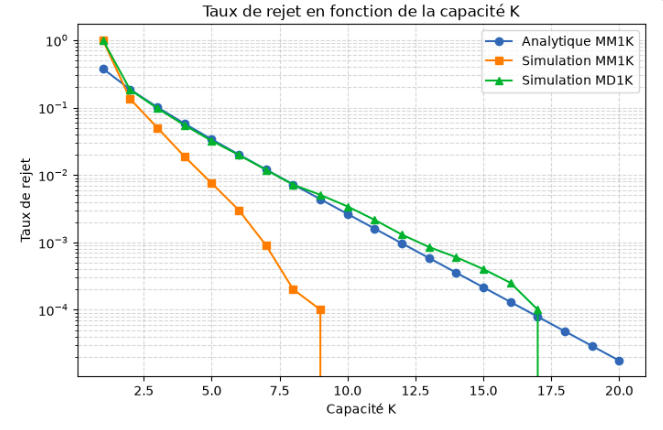 Taux de rejet en fonction de la capacité K
Analytique MM1K
Simulation MM1K
Simulation MD1K
Taux de rejet
10⁰
10⁻¹
10⁻²
10⁻³
10⁻⁴
2.5 5.0 7.5 10.0 12.5 15.0 17.5 20.0
Capacité K